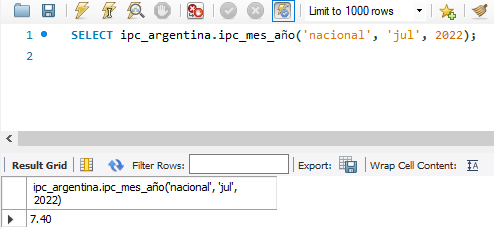 Limit to 1000 rows
1 SELECT ipc_argentina.ipc_mes_año('nacional', 'jul', 2022);
2
Result Grid Filter Rows: Export: Wrap Cell Content: IA
ipc_argentina.ipc_mes_año('nacional', 'jul',
2022)
7.40